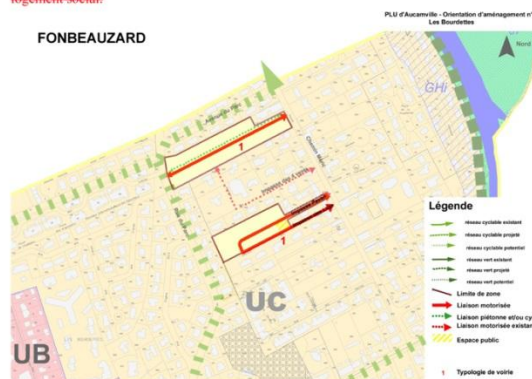 logement social.
PLU d'Aucamville - Orientation d'aménagement n°
Les Bourdettes
FONBEAUZARD
Nord
GHi
1
1
UC
UB
Légende
réseau cyclable existant
réseau cyclable projeté
réseau cyclable potentiel
réseau vert existant
réseau vert projeté
réseau vert potentiel
Limite de zone
Liaison motorisée
Liaison piétonne et/ou cy
Liaison motorisée existan
Espace public
1 Typologie de voirie